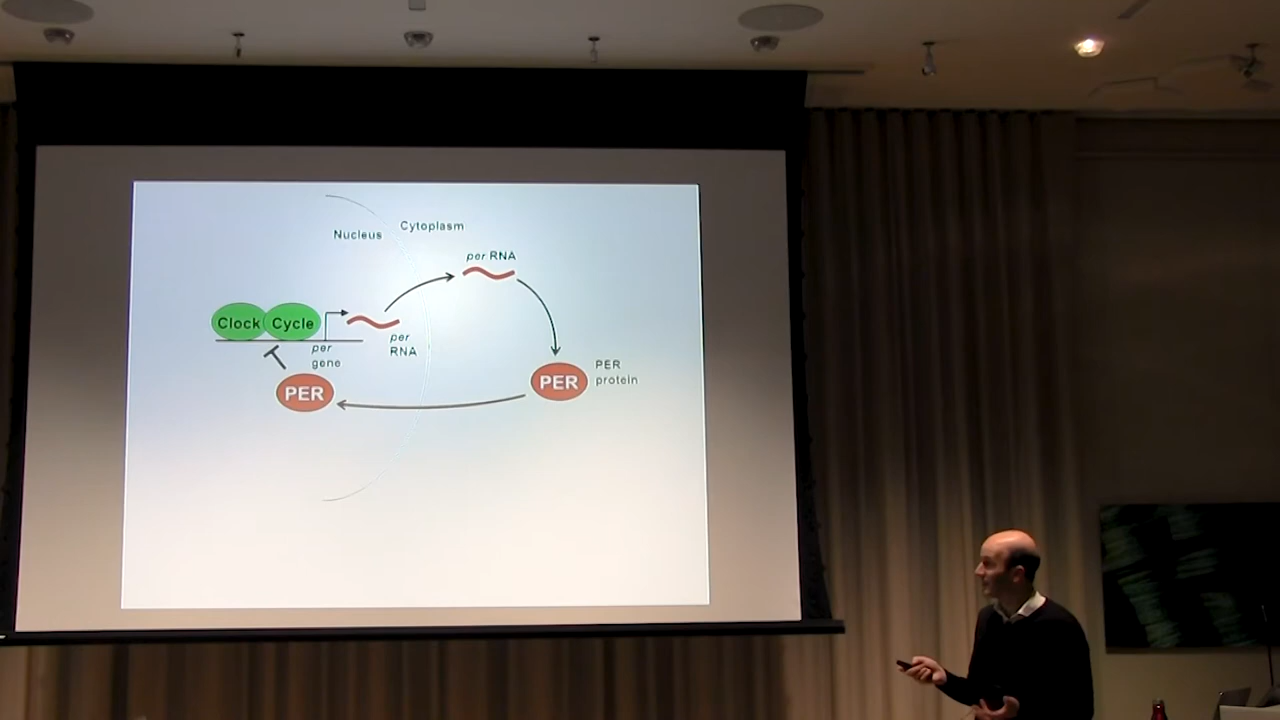 Nucleus
Cytoplasm
per RNA
Clock
Cycle
per
gene
per
RNA
PER
PER
PER
protein